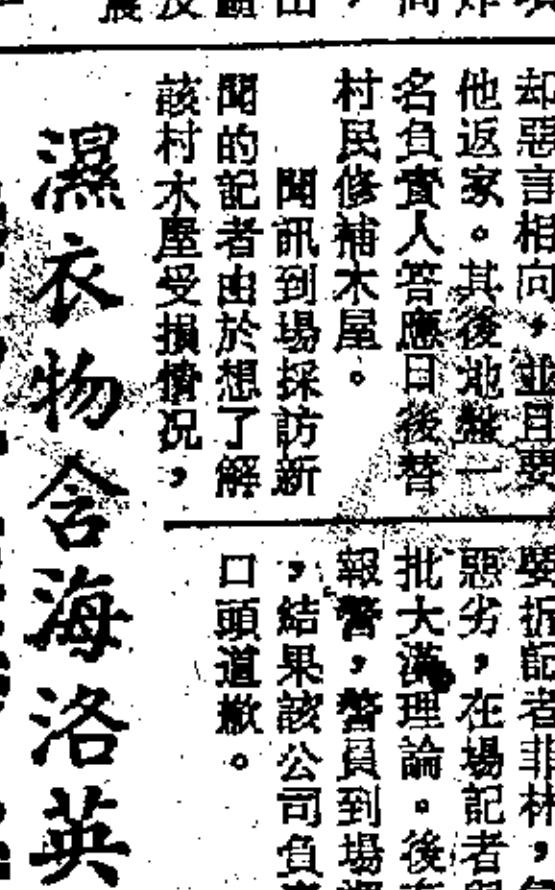 却惡言相向，並且要
他返家。其後地盤一
名負責人答應日後替
村民修補木屋。
聞訊到場採訪新
聞的記者由於想了解
該村木屋受損情況，
要拆記者菲林，
惡劣，在場記者
批大漢理論。後
報警，警員到場
，結果該公司負
口頭道歉。
濕衣物含海洛英